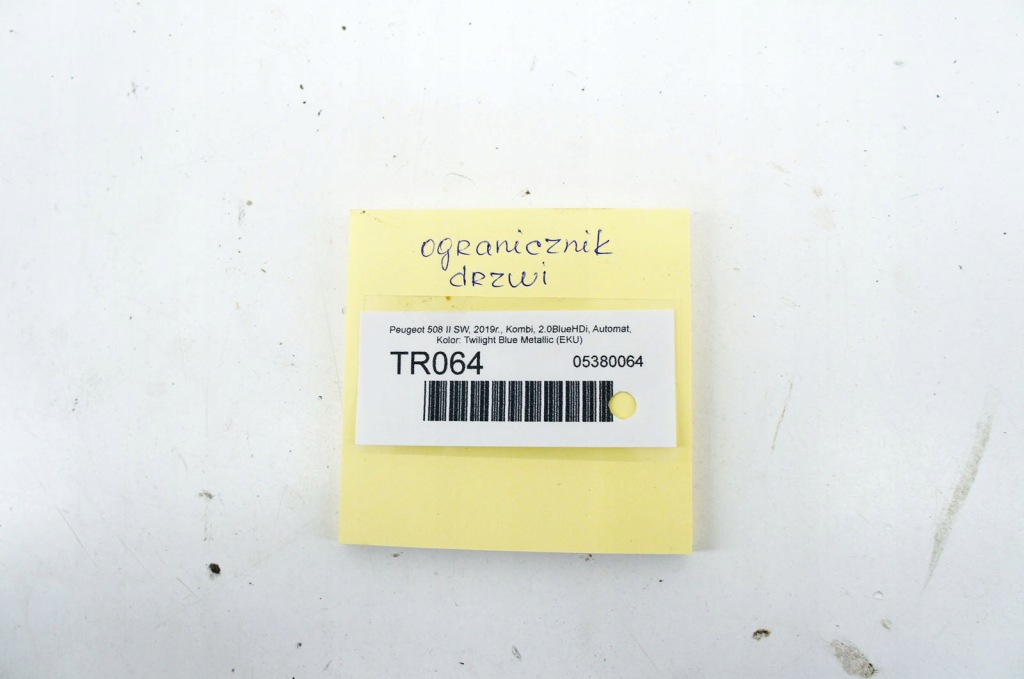 ogranicznik
drzwi
Peugeot 508 II SW, 2019r., Kombi, 2.0BlueHDi, Automat,
Kolor: Twilight Blue Metallic (EKU)
TR064 05380064